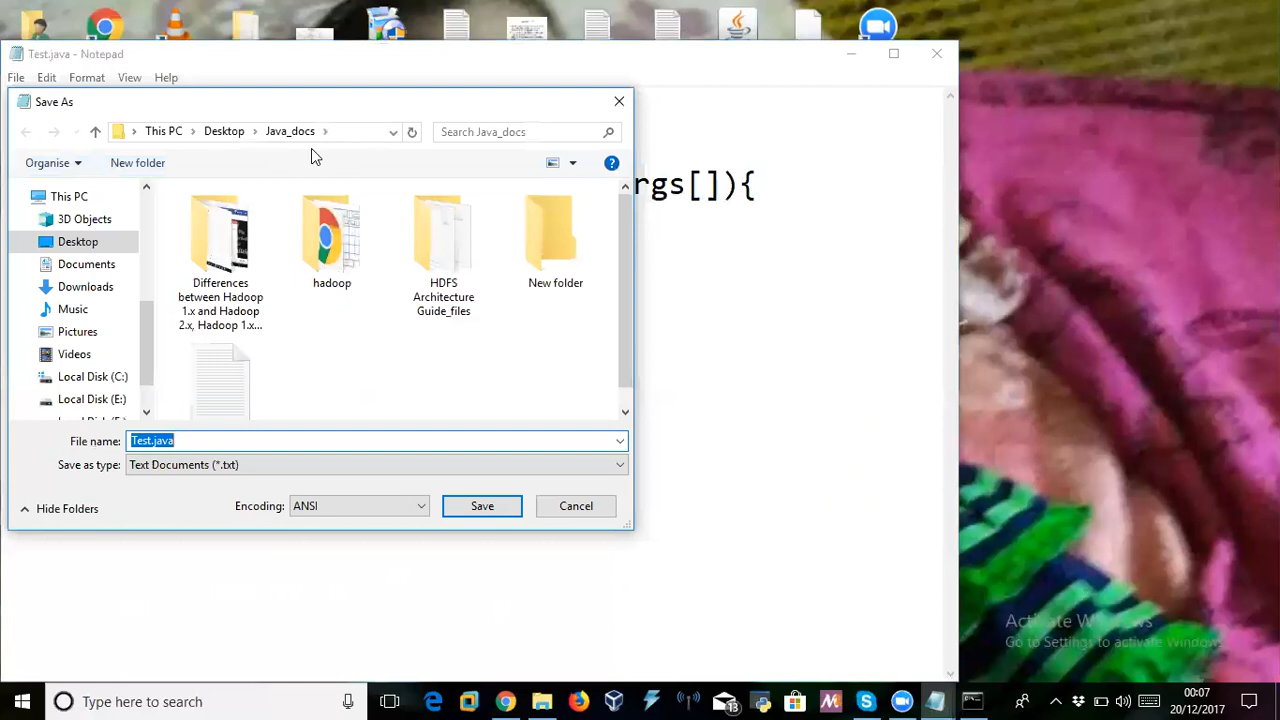 Test.java - Notepad
File Edit Format View Help
Save As
This PC Desktop Java_docs
Search Java_docs
Organise New folder
rgs[]){
This PC
3D Objects
Desktop
Documents
Downloads
Music
Pictures
Videos
Local Disk (C:)
Local Disk (E:)
Differences
between Hadoop
1.x and Hadoop
2.x, Hadoop 1.x...
hadoop
HDFS
Architecture
Guide_files
New folder
File name: Test.java
Save as type: Text Documents (*.txt)
Hide Folders
Encoding: ANSI
Save
Cancel
Activate Windows
Go to Settings to activate Windows.
Type here to search
13
00:07
20/12/2017